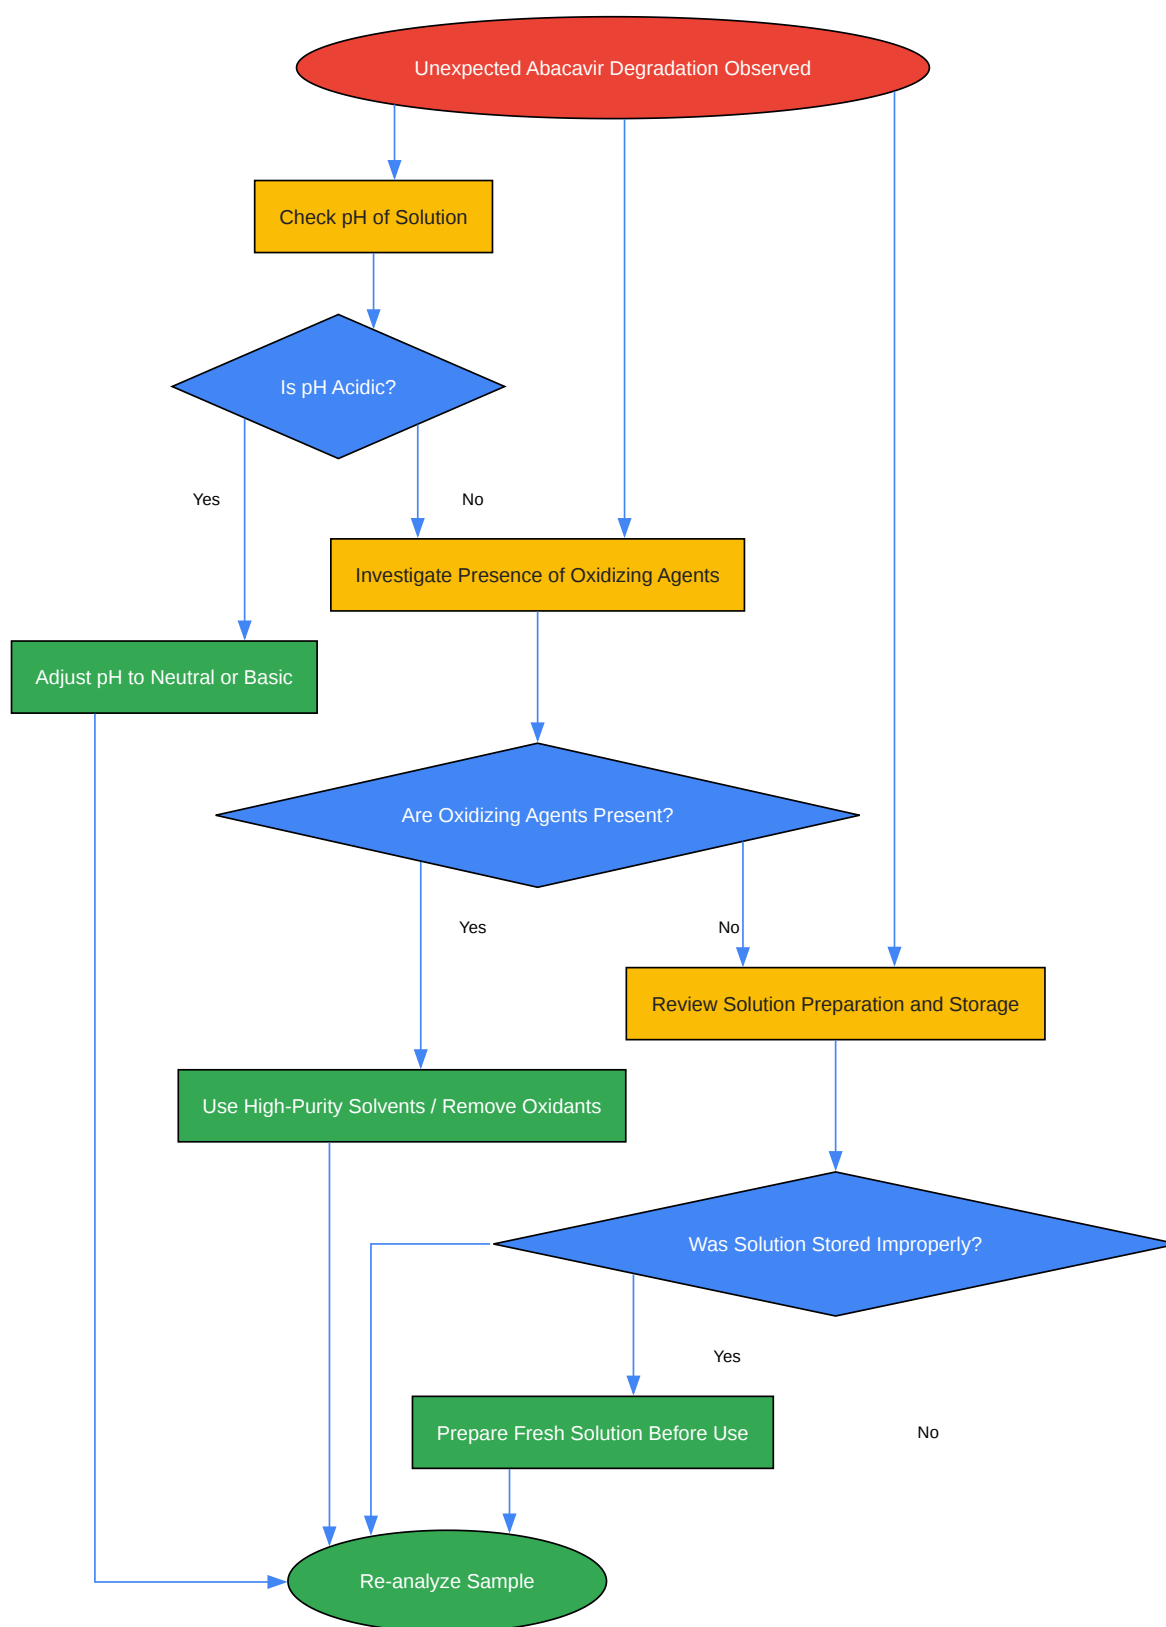 Unexpected Abacavir Degradation Observed
Check pH of Solution
Is pH Acidic?
Yes
No
Investigate Presence of Oxidizing Agents
Adjust pH to Neutral or Basic
Are Oxidizing Agents Present?
Yes
No
Review Solution Preparation and Storage
Use High-Purity Solvents / Remove Oxidants
Was Solution Stored Improperly?
Yes
Prepare Fresh Solution Before Use
No
Re-analyze Sample